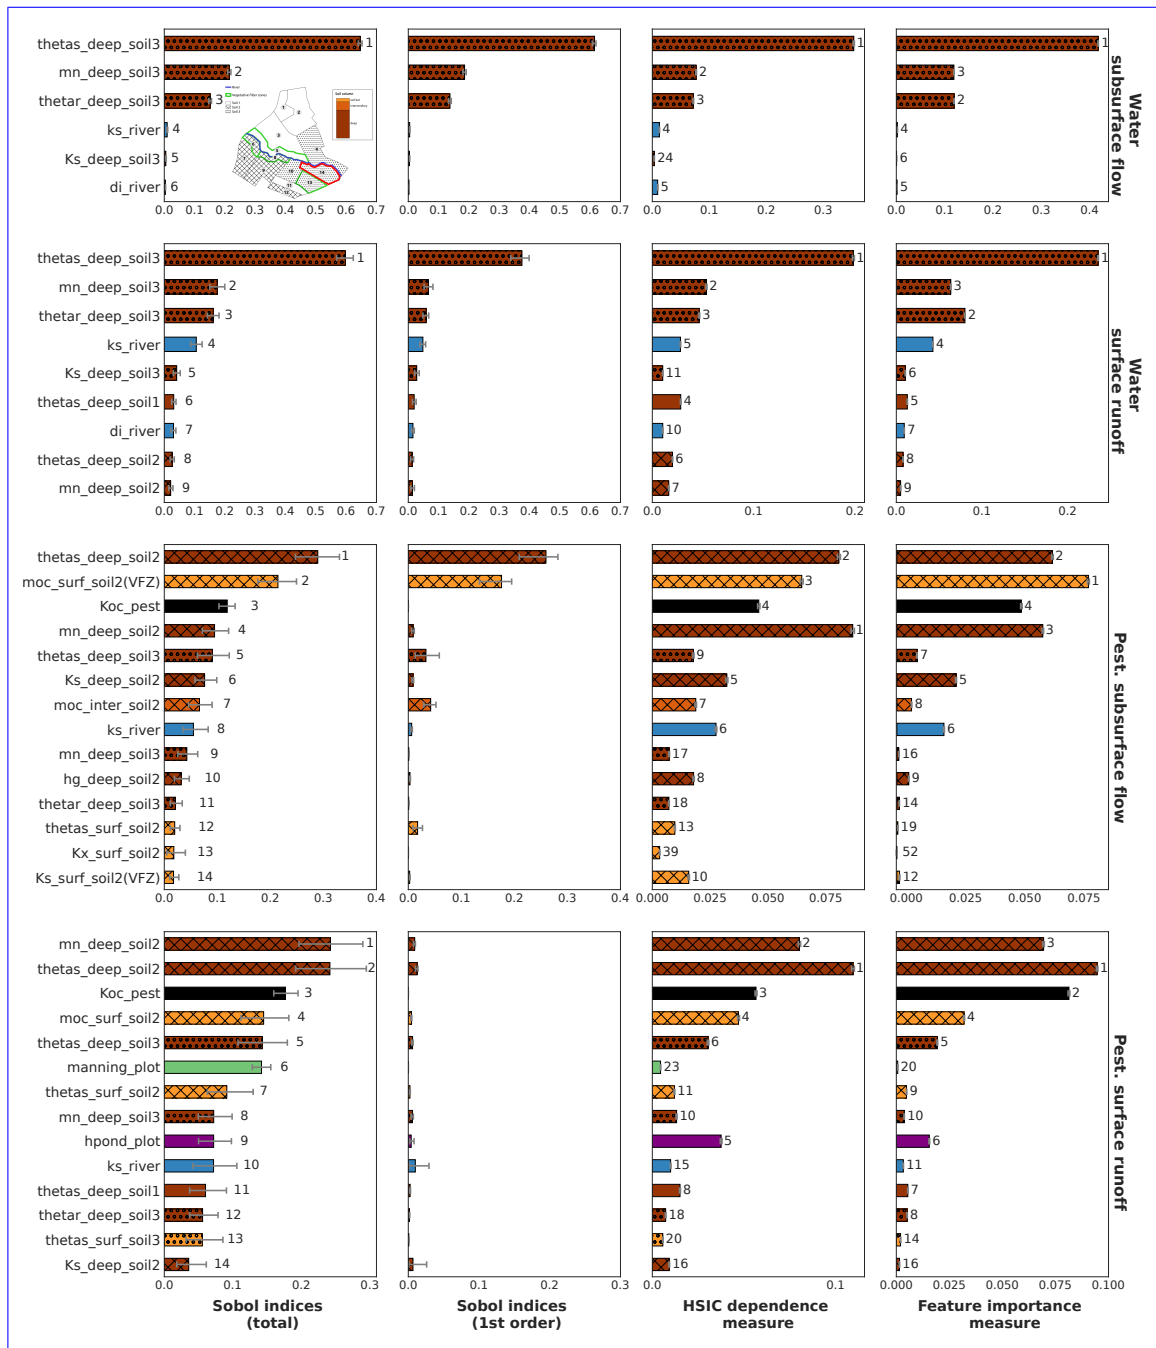 thetas_deep_soil3
mn_deep_soil3
thetar_deep_soil3
ks_river
Ks_deep_soil3
di_river
1
2
3
4
5
6
0.0 0.1 0.2 0.3 0.4 0.5 0.6 0.7
River
Vegetative filter zones
Soil 1
Soil 2
Soil 3
Soil column
surface
intermediary
deep
0.0 0.1 0.2 0.3 0.4 0.5 0.6 0.7
1
2
3
4
24
5
0.0 0.1 0.2 0.3
1
3
2
4
6
5
0.0 0.1 0.2 0.3 0.4
Water
subsurface flow
thetas_deep_soil3
mn_deep_soil3
thetar_deep_soil3
ks_river
Ks_deep_soil3
thetas_deep_soil1
di_river
thetas_deep_soil2
mn_deep_soil2
1
2
3
4
5
6
7
8
9
0.0 0.1 0.2 0.3 0.4 0.5 0.6 0.7
0.0 0.1 0.2 0.3 0.4 0.5 0.6 0.7
1
2
3
5
11
4
10
6
7
0.0 0.1 0.2
1
3
2
4
6
5
7
8
9
0.0 0.1 0.2
Water
surface runoff
thetas_deep_soil2
moc_surf_soil2(VFZ)
Koc_pest
mn_deep_soil2
thetas_deep_soil3
Ks_deep_soil2
moc_inter_soil2
ks_river
mn_deep_soil3
hg_deep_soil2
thetar_deep_soil3
thetas_surf_soil2
Kx_surf_soil2
Ks_surf_soil2(VFZ)
1
2
3
4
5
6
7
8
9
10
11
12
13
14
0.0 0.1 0.2 0.3 0.4
0.0 0.1 0.2 0.3 0.4
2
3
4
1
9
5
7
6
17
8
18
13
39
10
0.000 0.025 0.050 0.075
2
1
4
3
7
5
8
6
16
9
14
19
52
12
0.000 0.025 0.050 0.075
Pest. subsurface flow
mn_deep_soil2
thetas_deep_soil2
Koc_pest
moc_surf_soil2
thetas_deep_soil3
manning_plot
thetas_surf_soil2
mn_deep_soil3
hpond_plot
ks_river
thetas_deep_soil1
thetar_deep_soil3
thetas_surf_soil3
Ks_deep_soil2
1
2
3
4
5
6
7
8
9
10
11
12
13
14
0.0 0.1 0.2 0.3
0.0 0.1 0.2 0.3
2
1
3
4
6
23
11
10
5
15
8
18
20
16
0.0 0.1
3
1
2
4
5
20
9
10
6
11
7
8
14
16
0.000 0.025 0.050 0.075 0.100
Pest. surface runoff
Sobol indices
(total)
Sobol indices
(1st order)
HSIC dependence
measure
Feature importance
measure